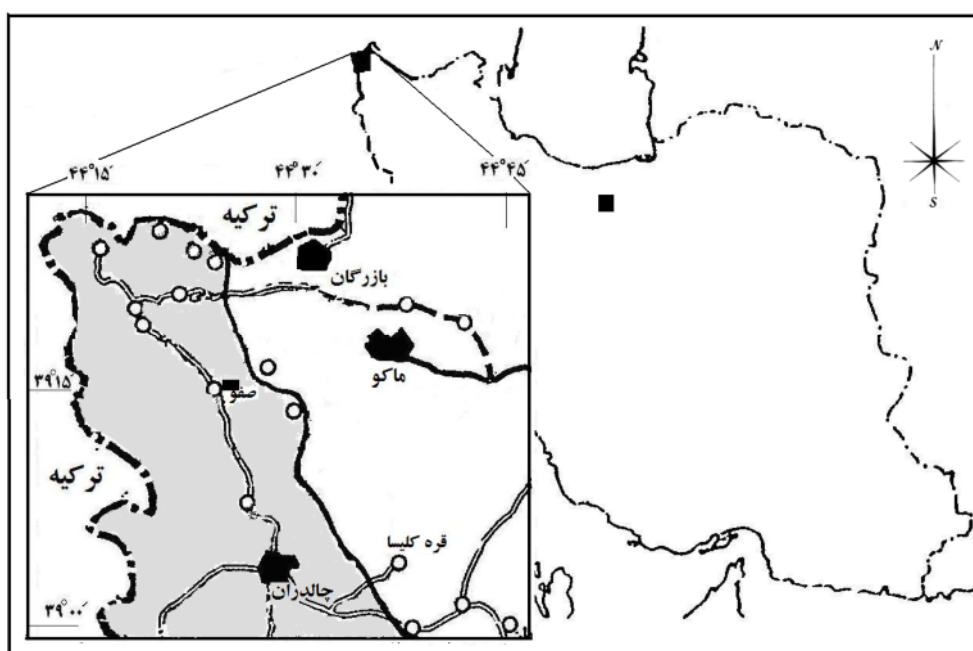 N
S
۴۴°۱۵´
۴۴°۳۰´
۴۴°۴۵´
ترکیه
بازرگان
ماکو
۳۹°۱۵´
صفو
ترکیه
قره کلیسا
چالدران
۳۹°۰۰´